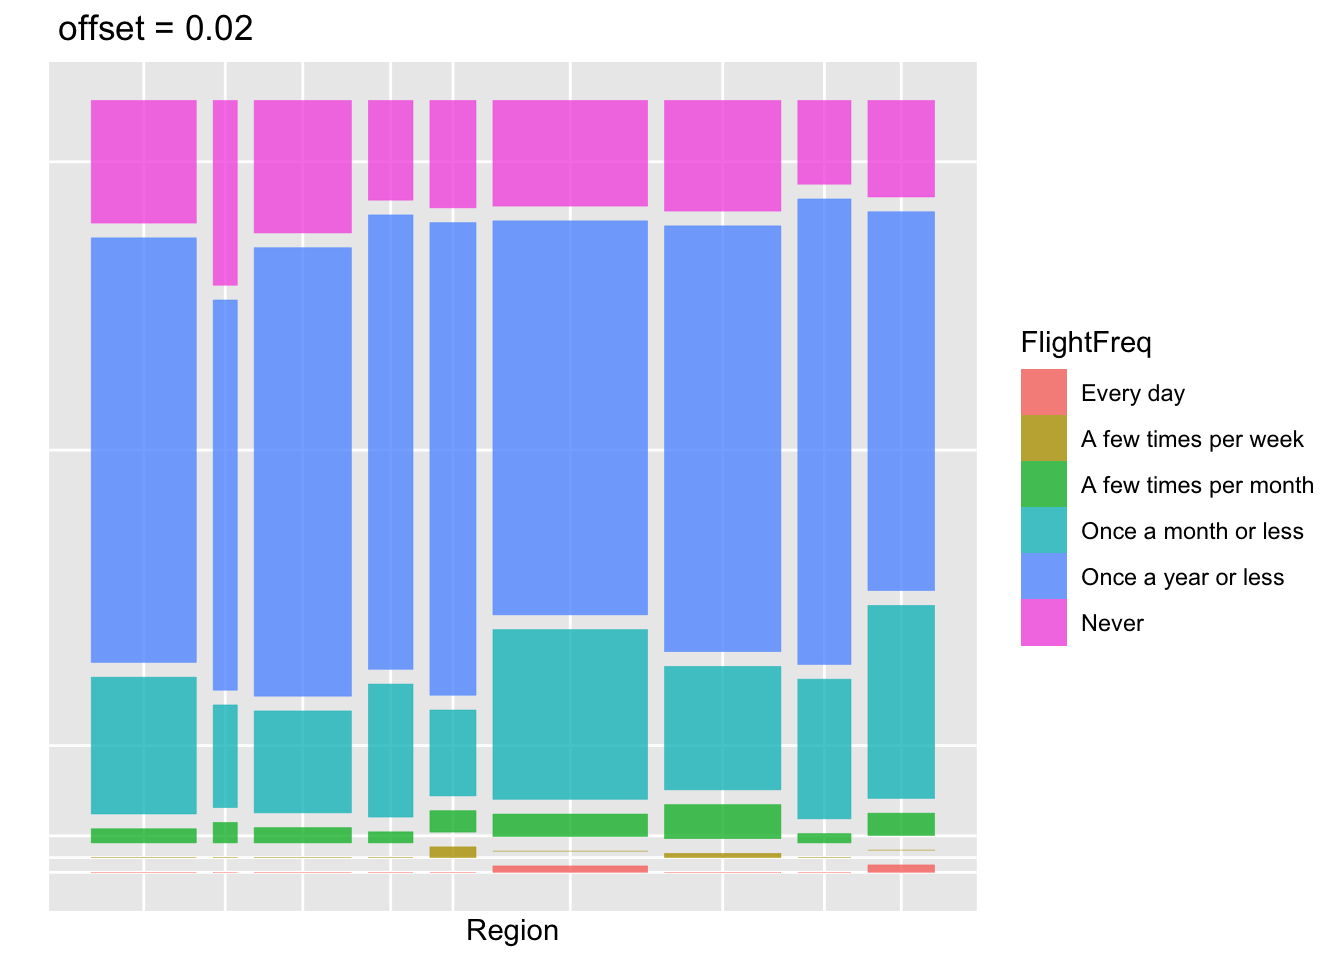 offset = 0.02
FlightFreq
Every day
A few times per week
A few times per month
Once a month or less
Once a year or less
Never
Region